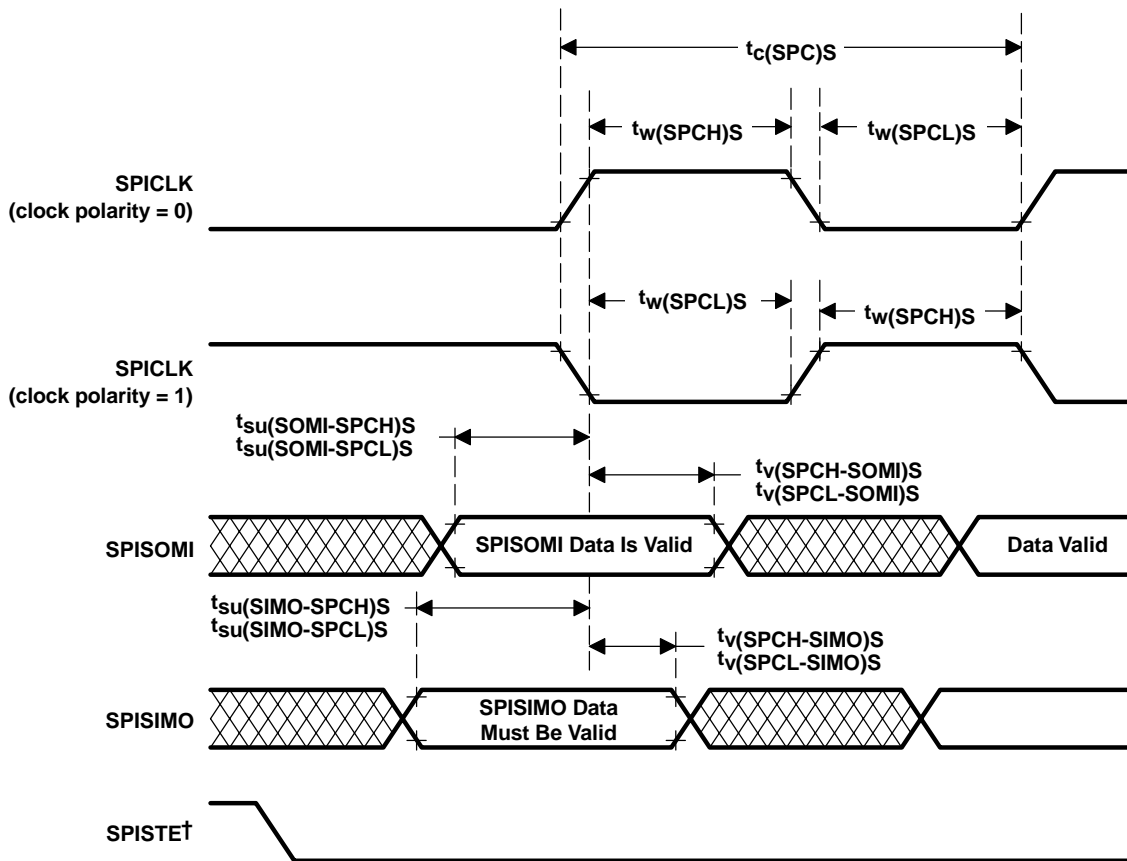 tc(SPC)S
tw(SPCH)S
tw(SPCL)S
SPICLK
(clock polarity = 0)
tw(SPCL)S
tw(SPCH)S
SPICLK
(clock polarity = 1)
tsu(SOMI-SPCH)S
tsu(SOMI-SPCL)S
tv(SPCH-SOMI)S
tv(SPCL-SOMI)S
SPISOMI
SPISOMI Data Is Valid
Data Valid
tsu(SIMO-SPCH)S
tsu(SIMO-SPCL)S
tv(SPCH-SIMO)S
tv(SPCL-SIMO)S
SPISIMO
SPISIMO Data
Must Be Valid
SPISTE†